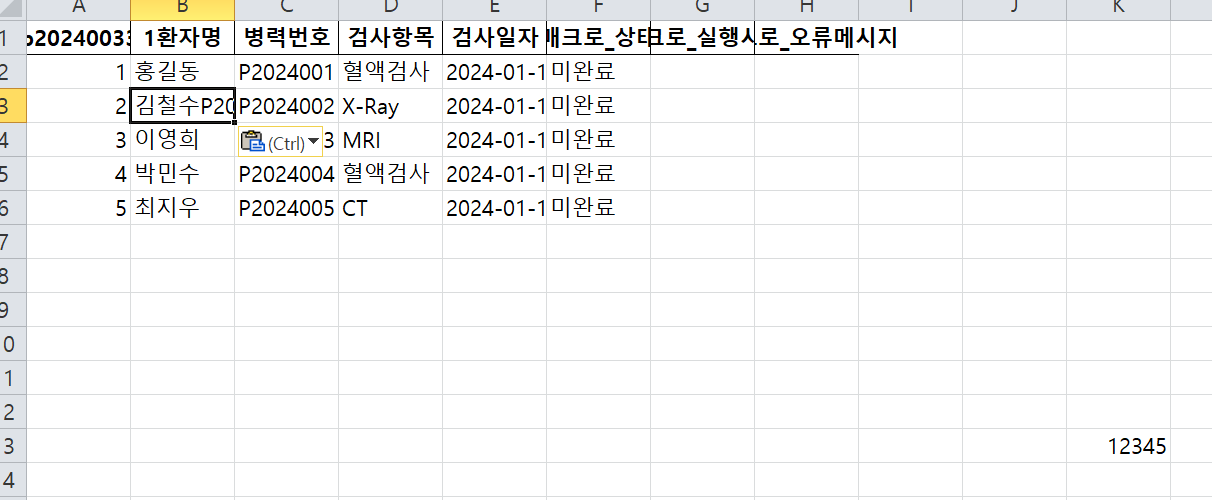 A B C D E F G H I J K
1 p20240033 1환자명 병력번호 검사항목 검사일자 매크로_상태 크로_실행시 로_오류메시지
2 1 홍길동 P2024001 혈액검사 2024-01-1 미완료
3 2 김철수P20 P2024002 X-Ray 미완료
4 3 이영희 (Ctrl) 3 MRI 2024-01-1 미완료
5 4 박민수 P2024004 혈액검사 2024-01-1 미완료
6 5 최지우 P2024005 CT 2024-01-1 미완료
7
8
9
0
1
2
3 12345
4